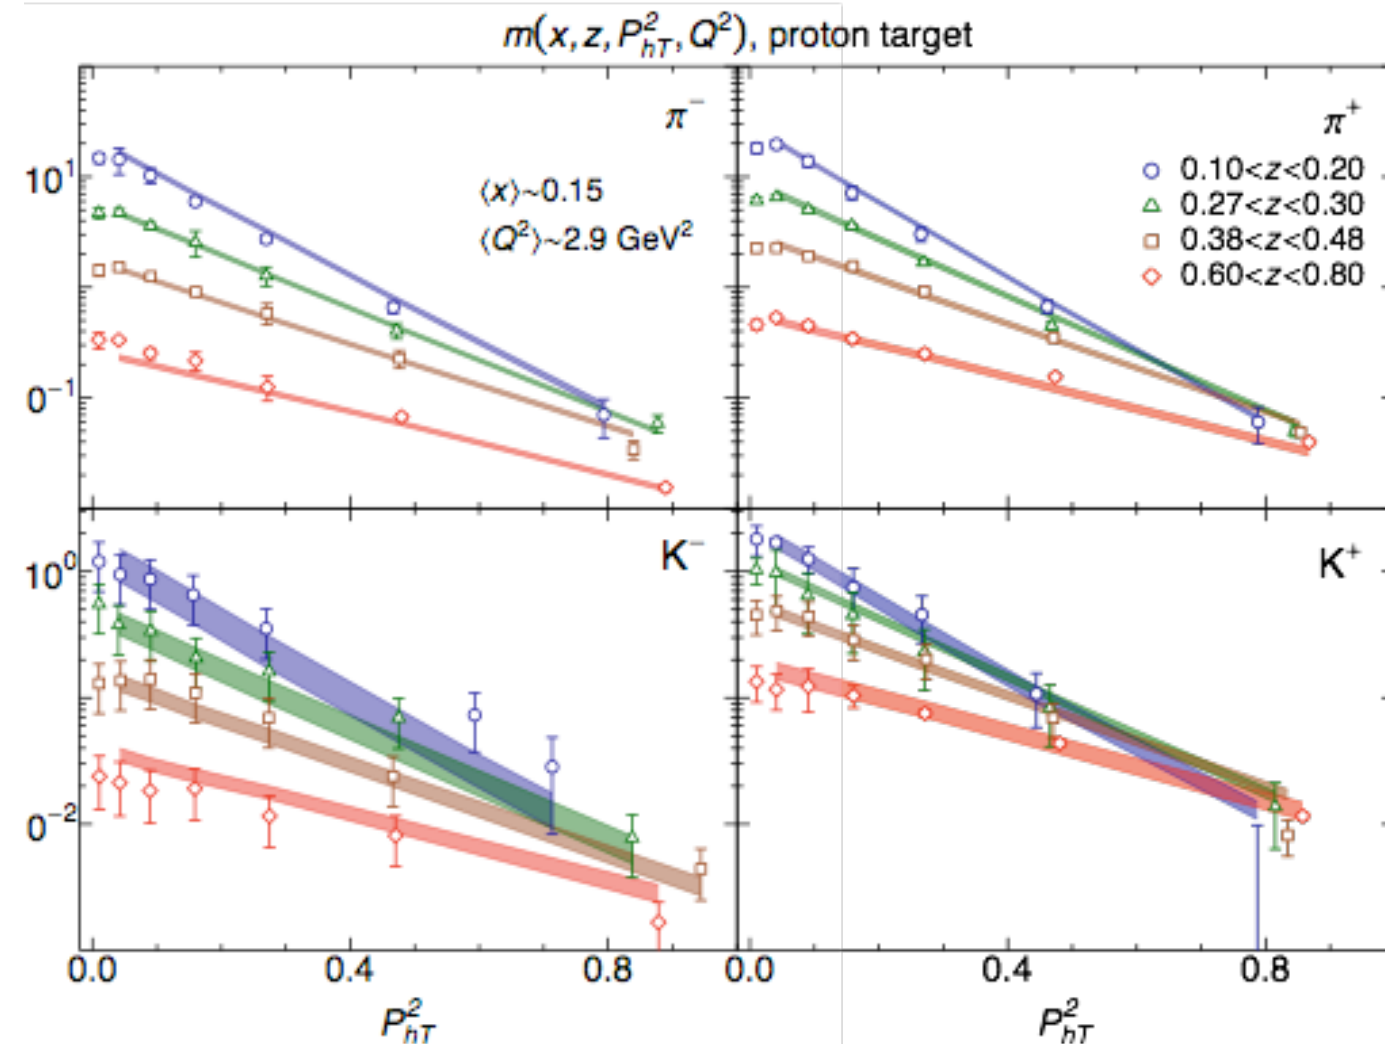 m(x, z, P²hT, Q²), proton target
π⁻
⟨x⟩~0.15
⟨Q²⟩~2.9 GeV²
π⁺
0.10<z<0.20
0.27<z<0.30
0.38<z<0.48
0.60<z<0.80
10¹
0⁻¹
K⁻
K⁺
10⁰
0⁻²
0.0 0.4 0.8 0.0 0.4 0.8
P²hT P²hT